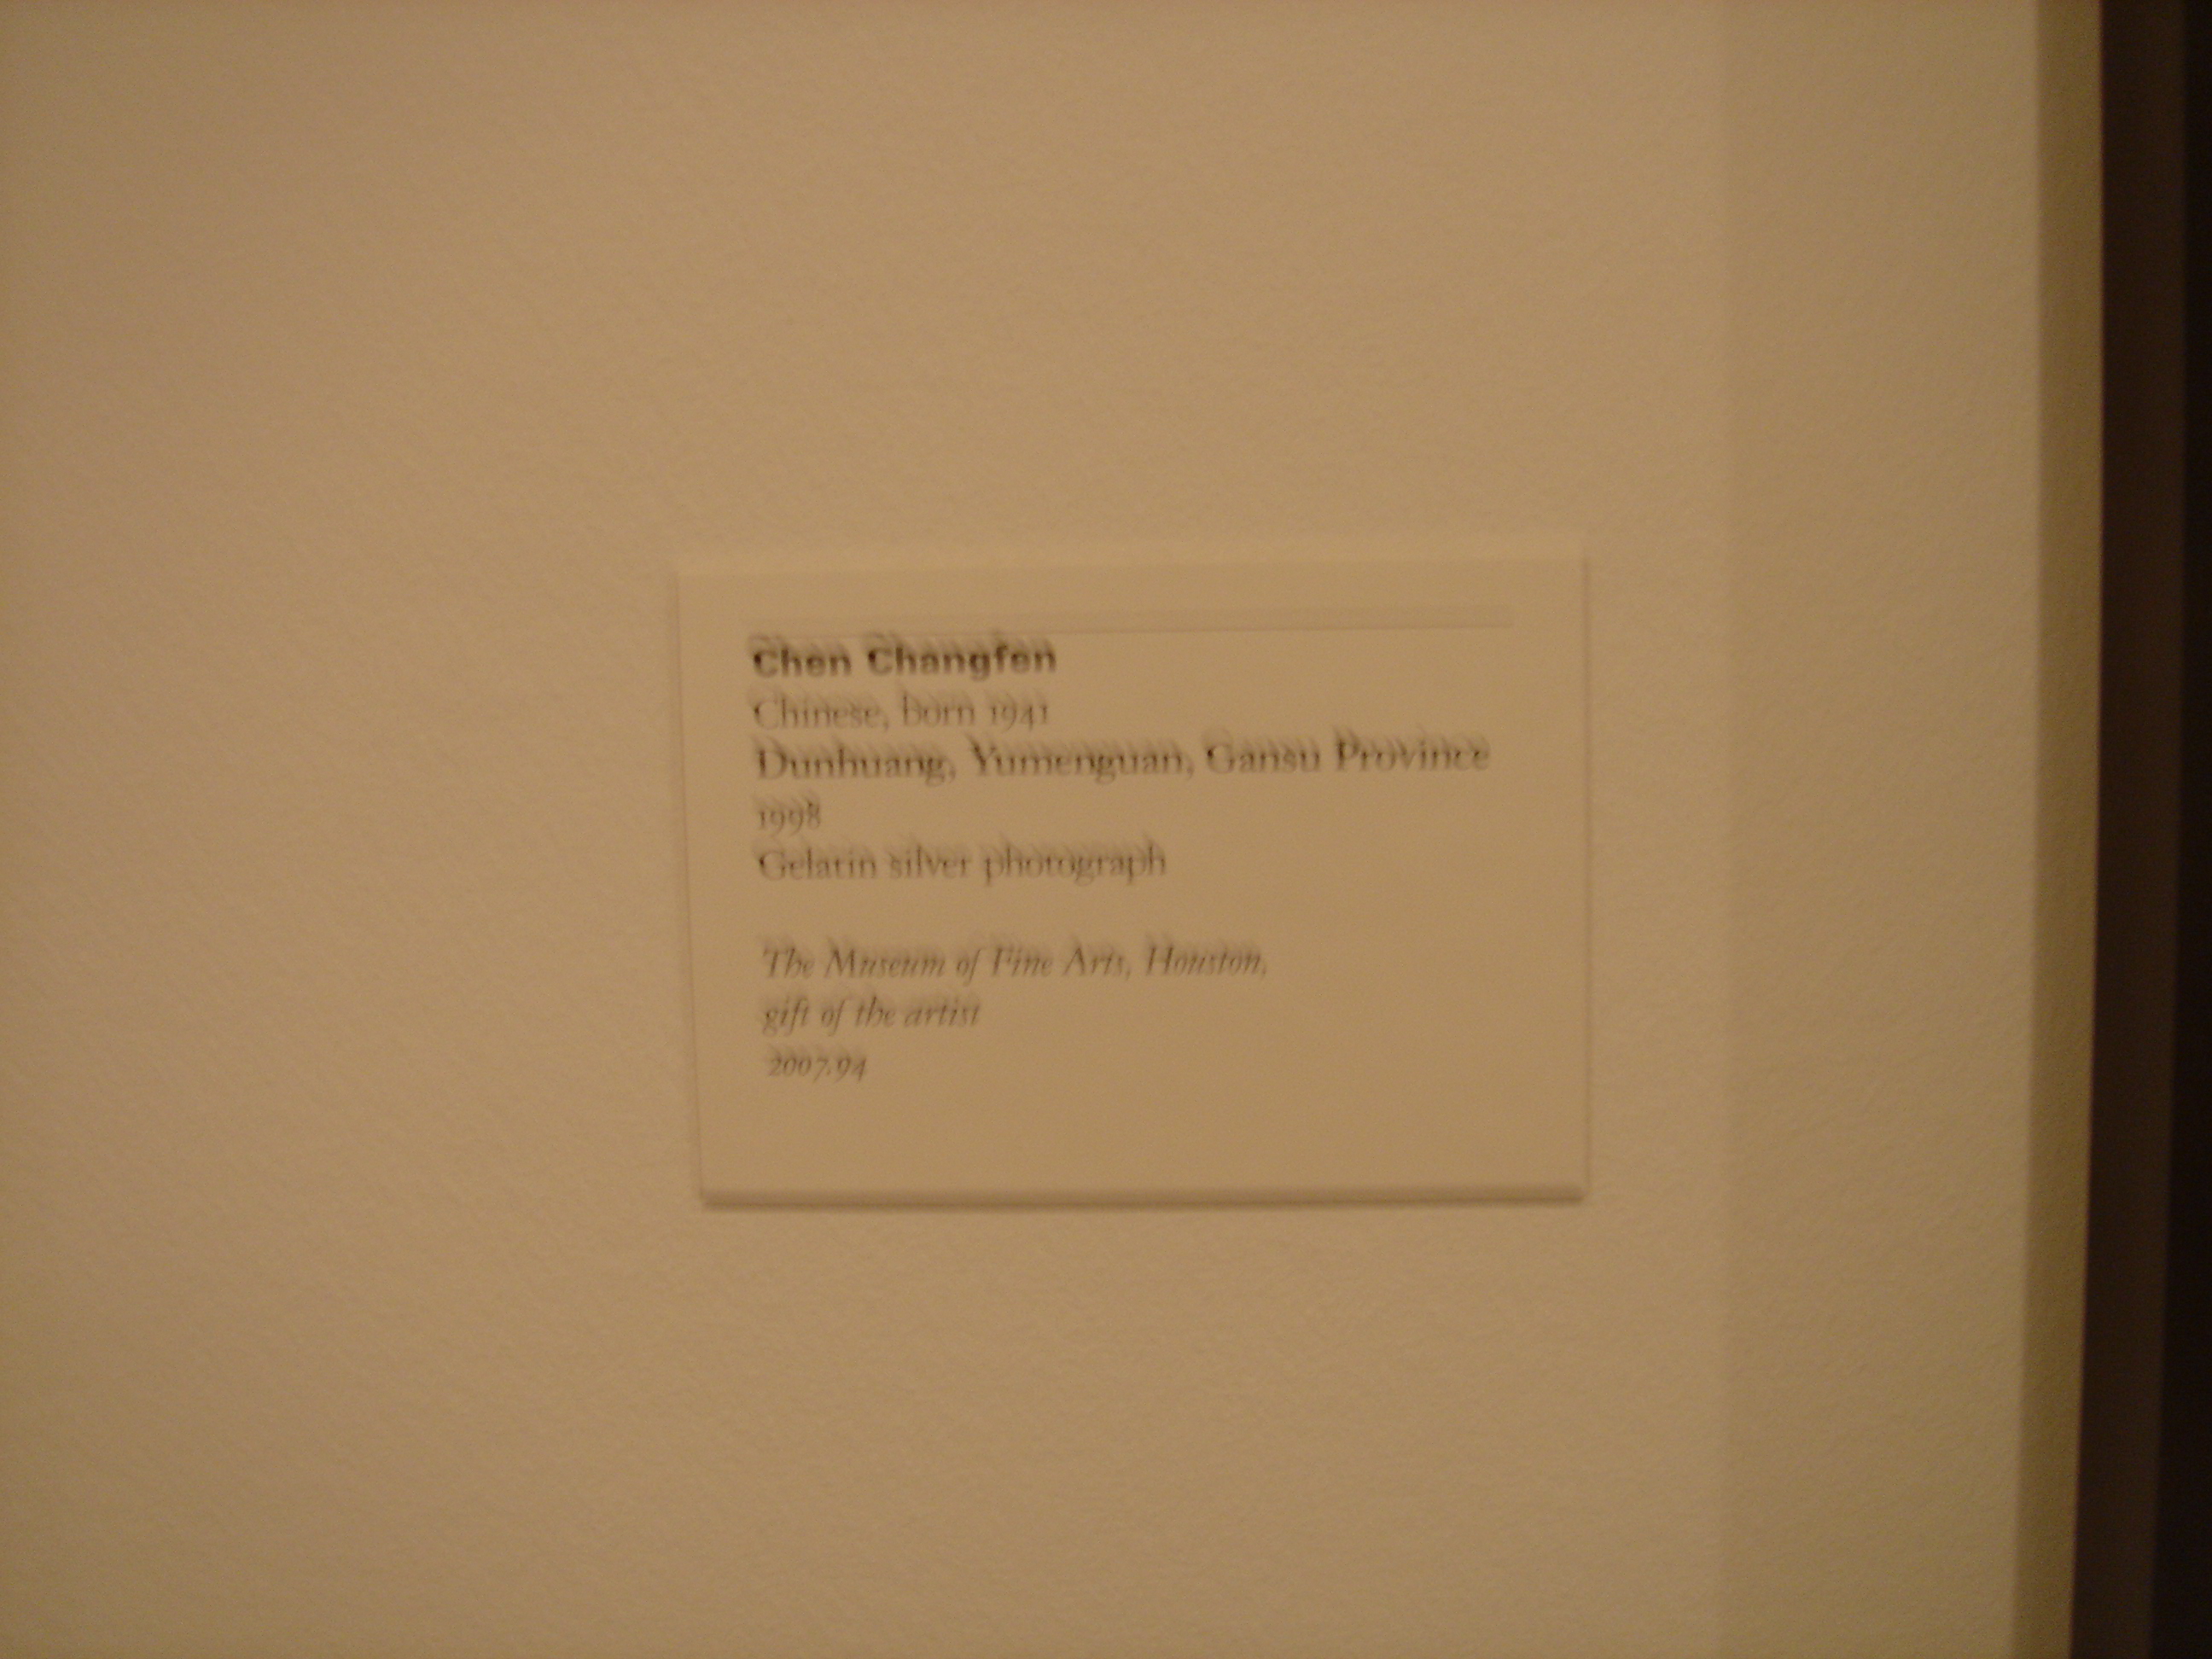 Chen Changfen
Chinese, born 1941
Dunhuang, Yumenguan, Gansu Province
1998
Gelatin silver photograph
The Museum of Fine Arts, Houston,
gift of the artist
2007.94